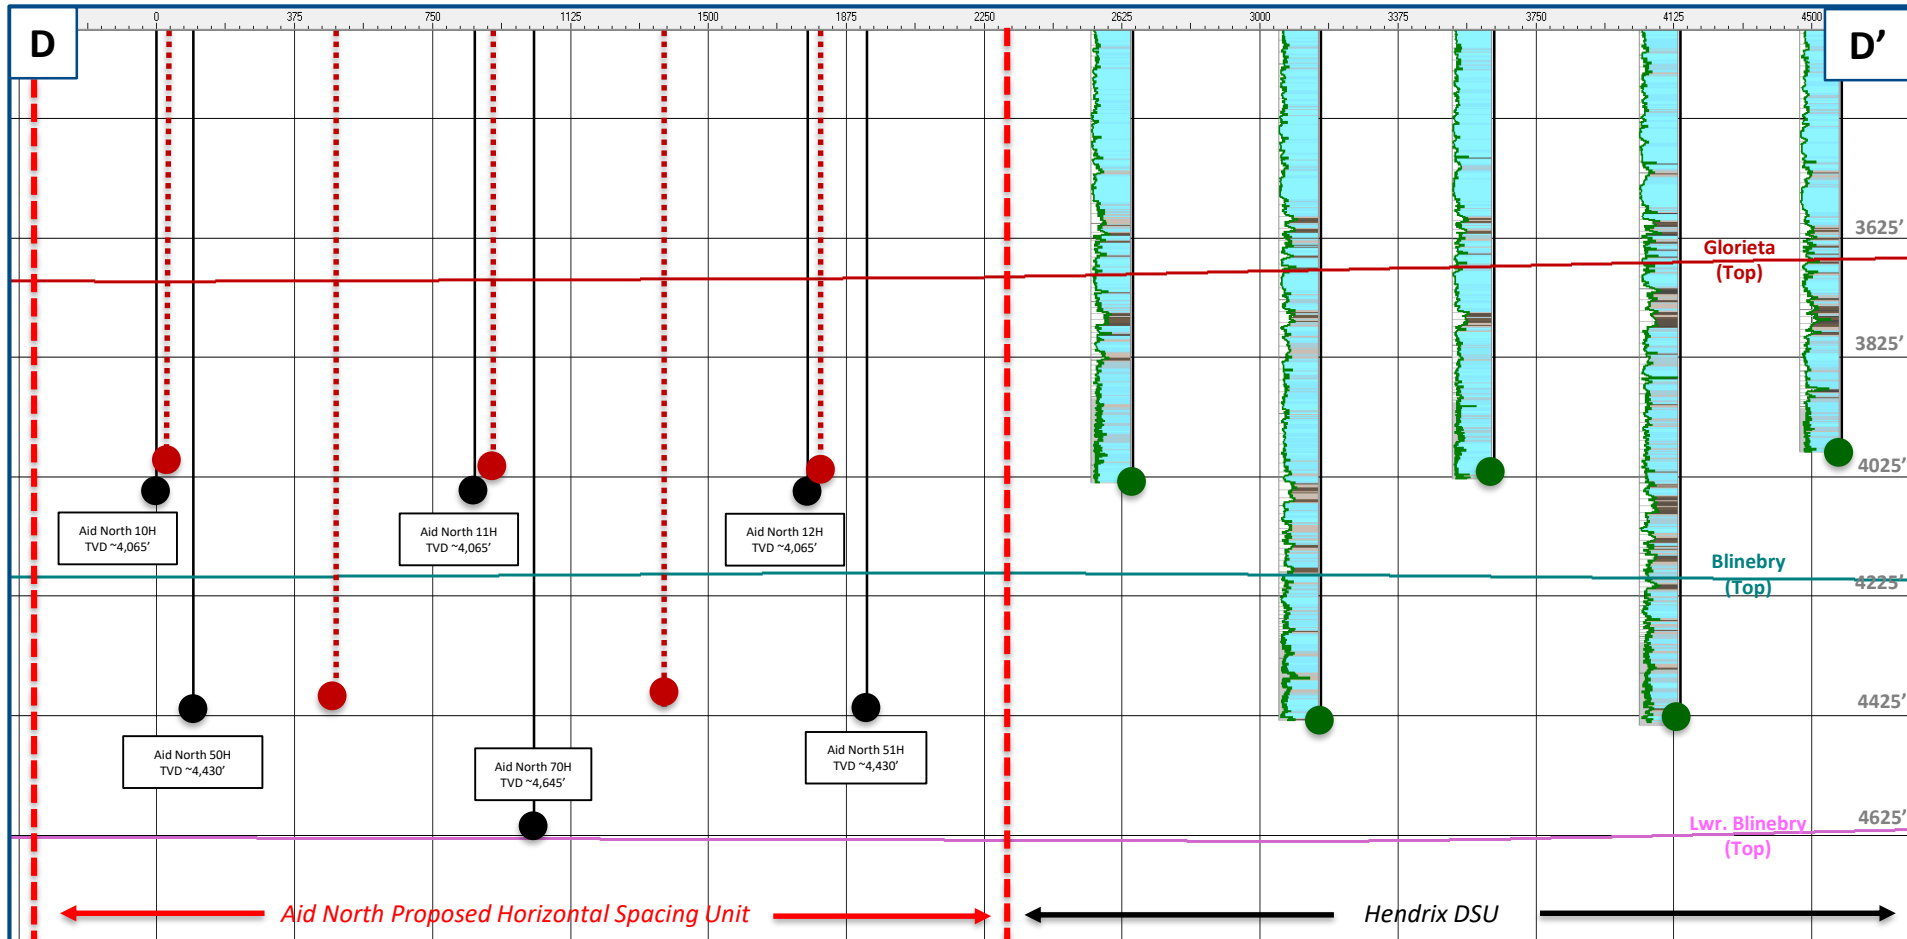 0 375 750 1125 1500 1875 2250 2625 3000 3375 3750 4125 4500
D
D’
3625’
Glorieta
(Top)
3825’
4025’
Aid North 10H
TVD ~4,065’
Aid North 11H
TVD ~4,065’
Aid North 12H
TVD ~4,065’
Blinebry
(Top)
4225’
4425’
Aid North 50H
TVD ~4,430’
Aid North 70H
TVD ~4,645’
Aid North 51H
TVD ~4,430’
4625’
Lwr. Blinebry
(Top)
Aid North Proposed Horizontal Spacing Unit
Hendrix DSU